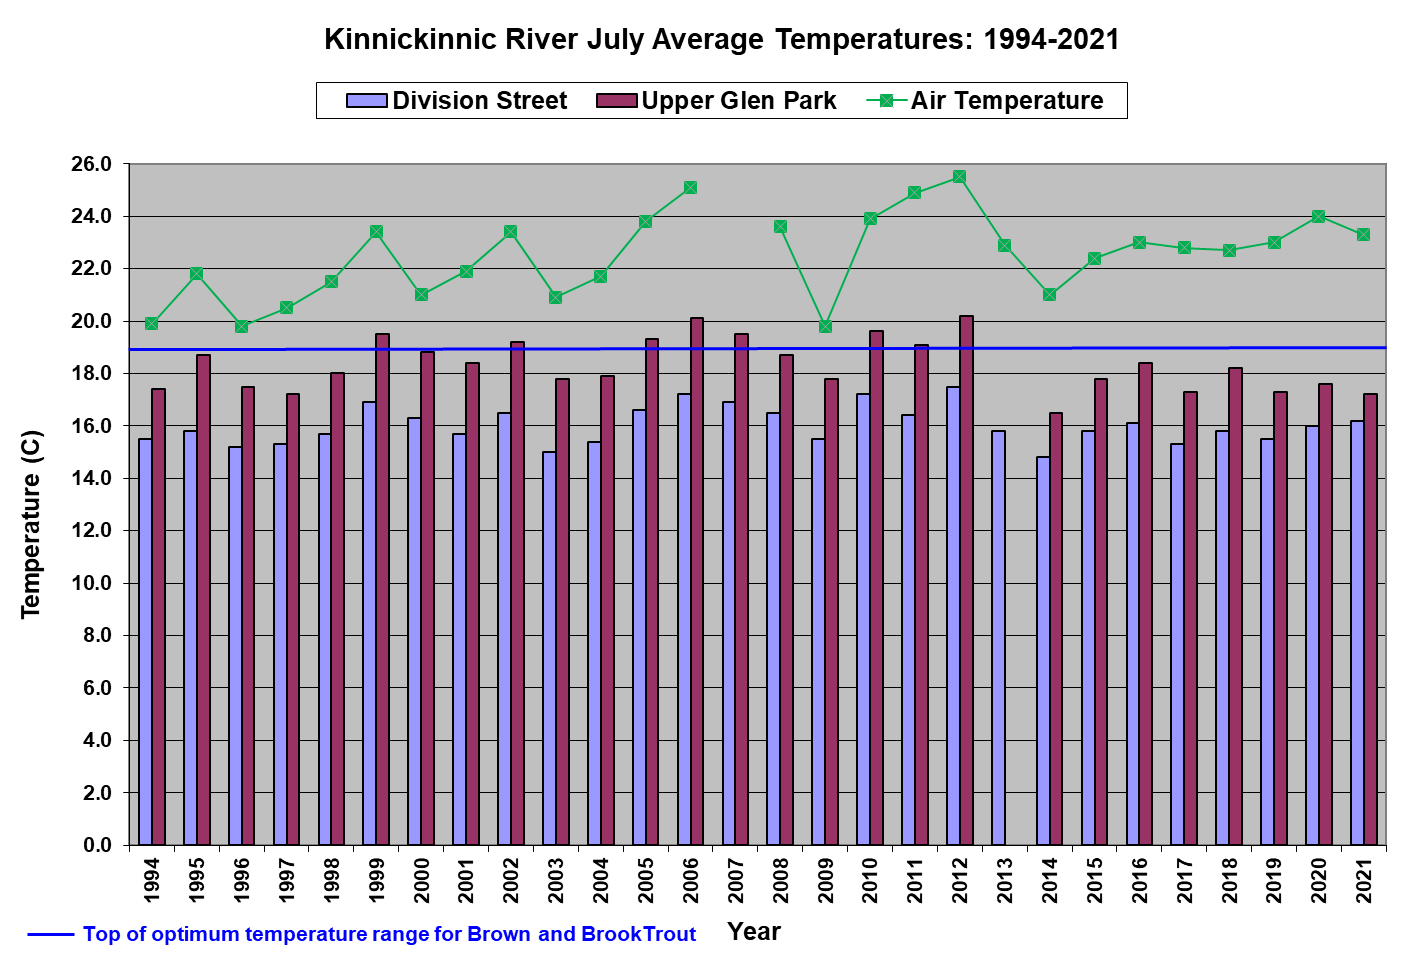 Kinnickinnic River July Average Temperatures: 1994-2021
Division Street Upper Glen Park Air Temperature
26.0
24.0
22.0
20.0
18.0
16.0
14.0
12.0
10.0
8.0
6.0
4.0
2.0
0.0
Temperature (C)
1994 1995 1996 1997 1998 1999 2000 2001 2002 2003 2004 2005 2006 2007 2008 2009 2010 2011 2012 2013 2014 2015 2016 2017 2018 2019 2020 2021
Year
Top of optimum temperature range for Brown and BrookTrout